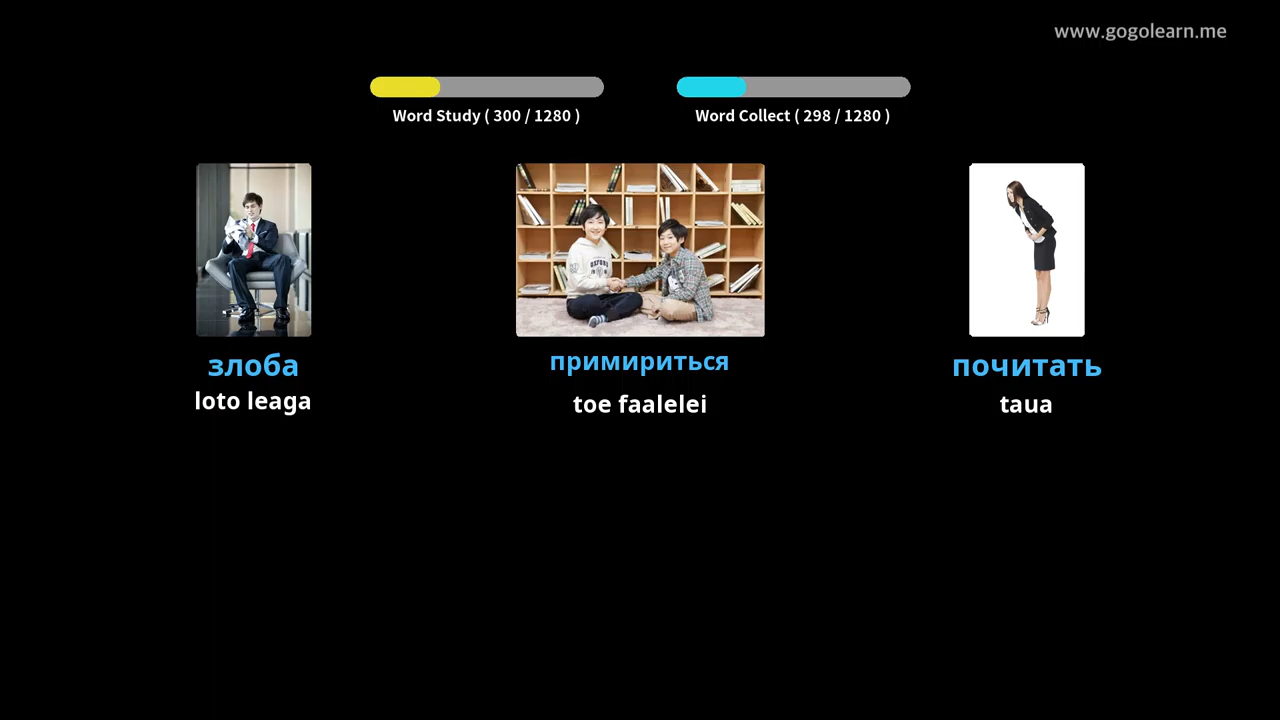 www.gogolearn.me
Word Study ( 300 / 1280 )
Word Collect ( 298 / 1280 )
OXFORD
злоба
loto leaga
примириться
toe faalelei
почитать
taua